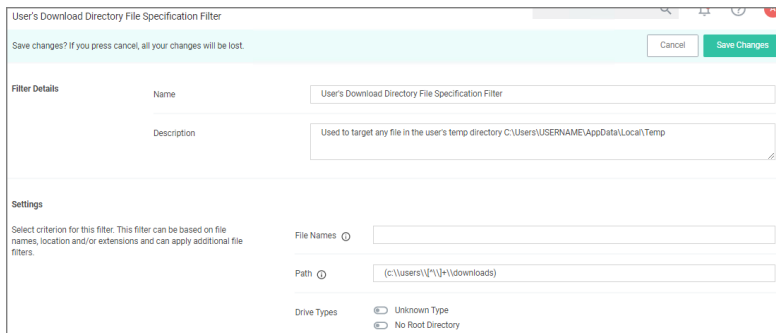 User's Download Directory File Specification Filter
Save changes? If you press cancel, all your changes will be lost.
Cancel
Save Changes
Filter Details
Name
User's Download Directory File Specification Filter
Description
Used to target any file in the user's temp directory C:\Users\USERNAME\AppData\Local\Temp
Settings
Select criterion for this filter. This filter can be based on file
names, location and/or extensions and can apply additional file
filters.
File Names
Path
(c:\\users\\[^\\]+\\downloads)
Drive Types
Unknown Type
No Root Directory